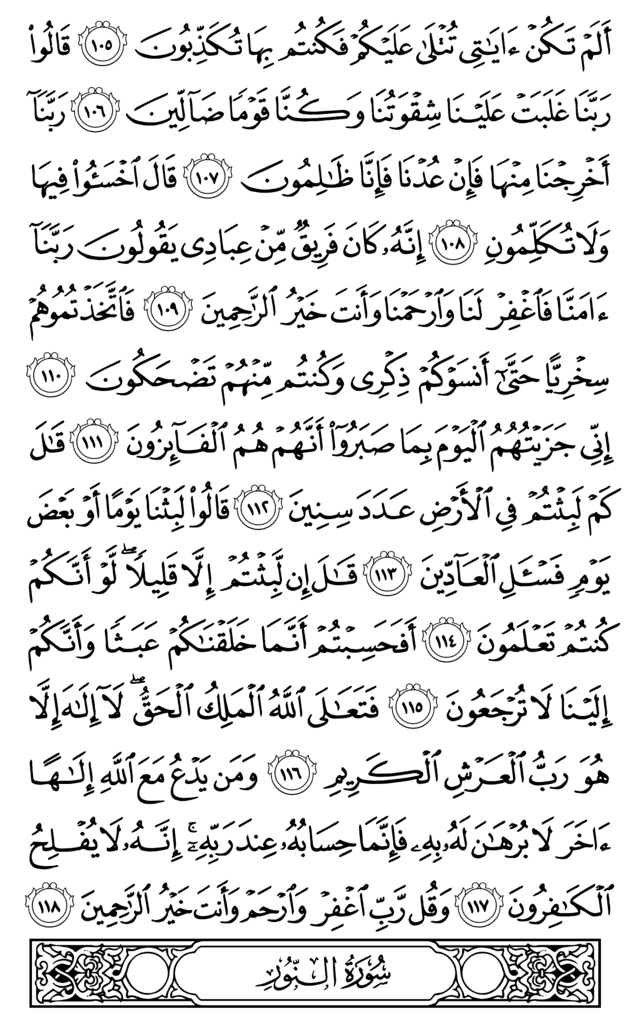 أَلَمْ تَكُنْ ءَايَٰتِى تُتْلَىٰ عَلَيْكُمْ فَكُنتُم بِهَا تُكَذِّبُونَ ١٠٥ قَالُوا۟
رَبَّنَا غَلَبَتْ عَلَيْنَا شِقْوَتُنَا وَكُنَّا قَوْمًا ضَآلِّينَ ١٠٦ رَبَّنَآ
أَخْرِجْنَا مِنْهَا فَإِنْ عُدْنَا فَإِنَّا ظَٰلِمُونَ ١٠٧ قَالَ ٱخْسَـُٔوا۟ فِيهَا
وَلَا تُكَلِّمُونِ ١٠٨ إِنَّهُۥ كَانَ فَرِيقٌ مِّنْ عِبَادِى يَقُولُونَ رَبَّنَآ
ءَامَنَّا فَٱغْفِرْ لَنَا وَٱرْحَمْنَا وَأَنتَ خَيْرُ ٱلرَّٰحِمِينَ ١٠٩ فَٱتَّخَذْتُمُوهُمْ
سِخْرِيًّا حَتَّىٰٓ أَنسَوْكُمْ ذِكْرِى وَكُنتُم مِّنْهُمْ تَضْحَكُونَ ١١٠
إِنِّى جَزَيْتُهُمُ ٱلْيَوْمَ بِمَا صَبَرُوٓا۟ أَنَّهُمْ هُمُ ٱلْفَآئِزُونَ ١١١ قَٰلَ
كَمْ لَبِثْتُمْ فِى ٱلْأَرْضِ عَدَدَ سِنِينَ ١١٢ قَالُوا۟ لَبِثْنَا يَوْمًا أَوْ بَعْضَ
يَوْمٍ فَسْـَٔلِ ٱلْعَآدِّينَ ١١٣ قَٰلَ إِن لَّبِثْتُمْ إِلَّا قَلِيلًا ۖ لَّوْ أَنَّكُمْ
كُنتُمْ تَعْلَمُونَ ١١٤ أَفَحَسِبْتُمْ أَنَّمَا خَلَقْنَٰكُمْ عَبَثًا وَأَنَّكُمْ
إِلَيْنَا لَا تُرْجَعُونَ ١١٥ فَتَعَٰلَى ٱللَّهُ ٱلْمَلِكُ ٱلْحَقُّ ۖ لَآ إِلَٰهَ إِلَّا
هُوَ رَبُّ ٱلْعَرْشِ ٱلْكَرِيمِ ١١٦ وَمَن يَدْعُ مَعَ ٱللَّهِ إِلَٰهًا
ءَاخَرَ لَا بُرْهَٰنَ لَهُۥ بِهِۦ فَإِنَّمَا حِسَابُهُۥ عِندَ رَبِّهِۦٓ ۚ إِنَّهُۥ لَا يُفْلِحُ
ٱلْكَٰفِرُونَ ١١٧ وَقُل رَّبِّ ٱغْفِرْ وَٱرْحَمْ وَأَنتَ خَيْرُ ٱلرَّٰحِمِينَ ١١٨
سُورَةُ النُّورِ